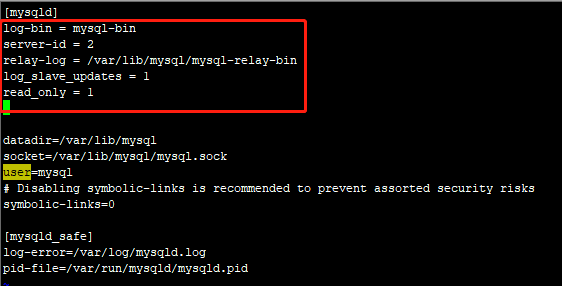 [mysqld]
log-bin = mysql-bin
server-id = 2
relay-log = /var/lib/mysql/mysql-relay-bin
log_slave_updates = 1
read_only = 1
datadir=/var/lib/mysql
socket=/var/lib/mysql/mysql.sock
user=mysql
# Disabling symbolic-links is recommended to prevent assorted security risks
symbolic-links=0
[mysqld_safe]
log-error=/var/log/mysqld.log
pid-file=/var/run/mysqld/mysqld.pid